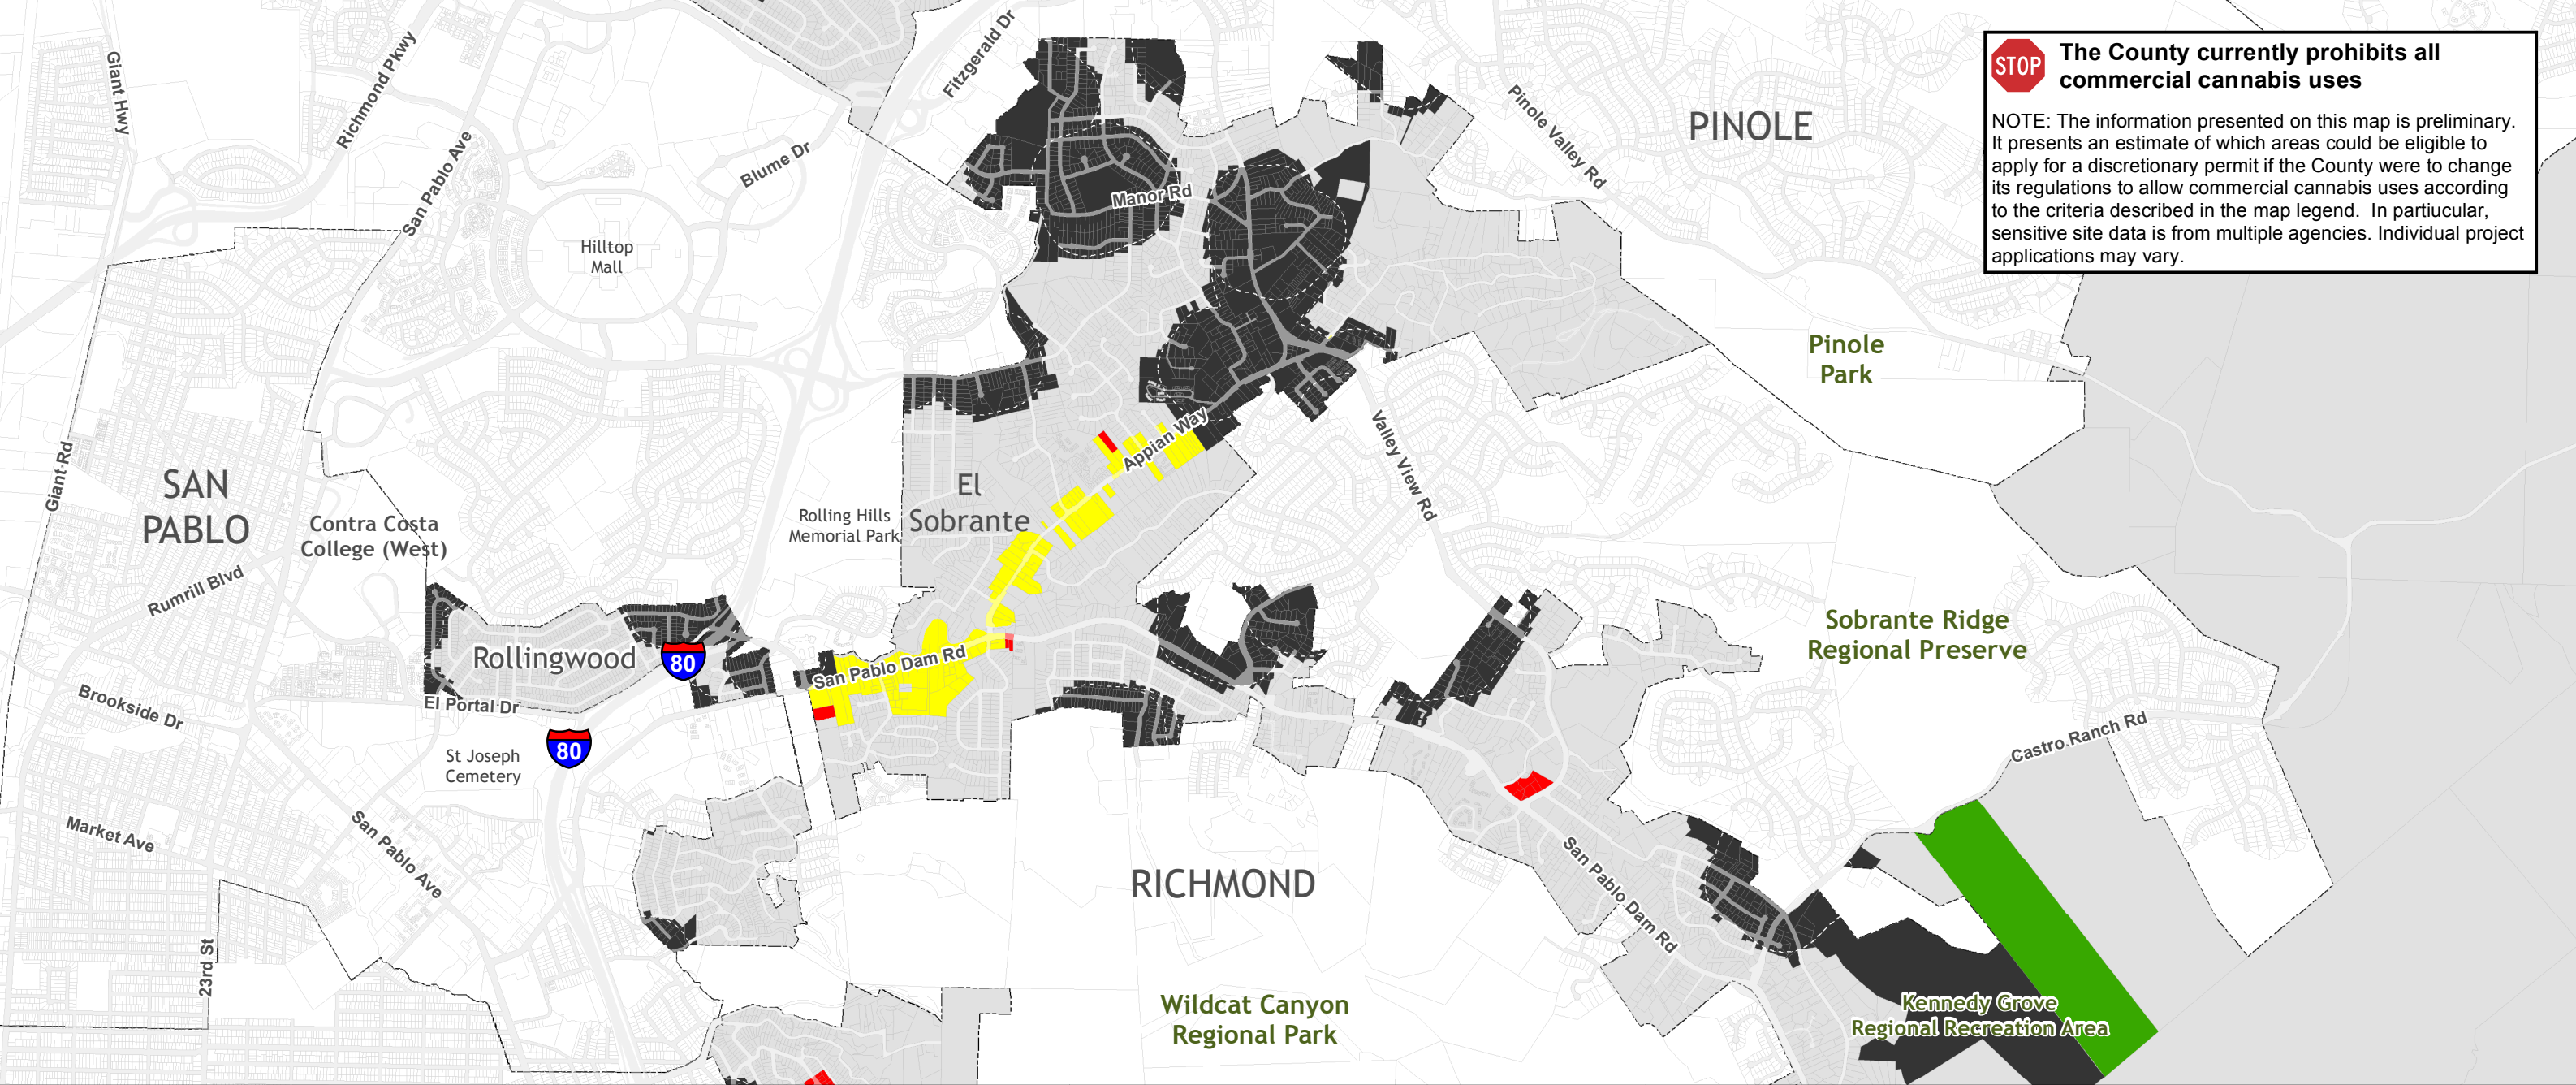 STOP
The County currently prohibits all
commercial cannabis uses
NOTE: The information presented on this map is preliminary.
It presents an estimate of which areas could be eligible to
apply for a discretionary permit if the County were to change
its regulations to allow commercial cannabis uses according
to the criteria described in the map legend. In partiucular,
sensitive site data is from multiple agencies. Individual project
applications may vary.
Giant Hwy
Richmond Pkwy
San Pablo Ave
Fitzgerald Dr
Blume Dr
Hilltop
Mall
Manor Rd
Pinole Valley Rd
PINOLE
Pinole
Park
Giant Rd
SAN
PABLO
Contra Costa
College (West)
Rumrill Blvd
Rolling Hills
Memorial Park
El
Sobrante
Appian Way
Valley View Rd
Rollingwood
80
El Portal Dr
San Pablo Dam Rd
Sobrante Ridge
Regional Preserve
Brookside Dr
80
St Joseph
Cemetery
Castro Ranch Rd
Market Ave
San Pablo Ave
RICHMOND
San Pablo Dam Rd
23rd St
Wildcat Canyon
Regional Park
Kennedy Grove
Regional Recreation Area